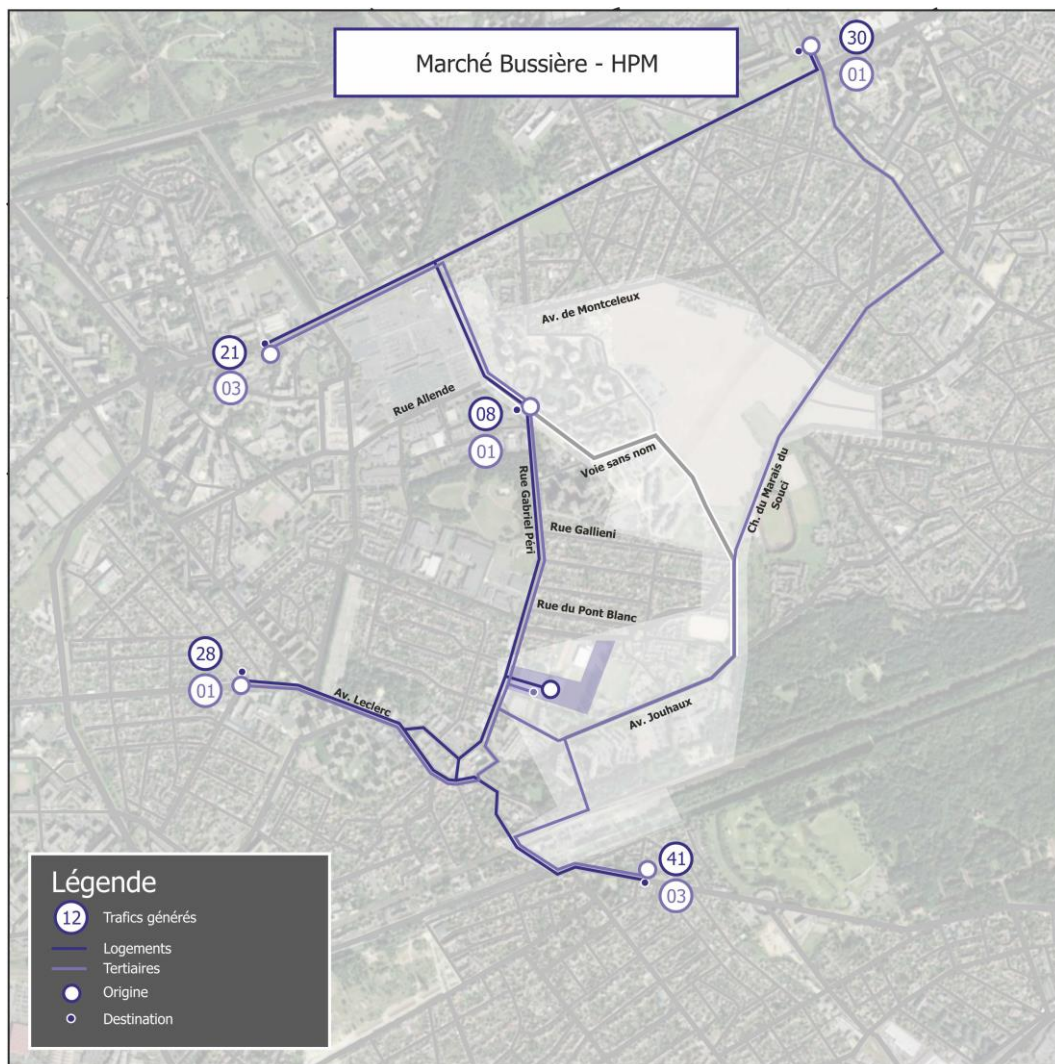 Marché Bussière - HPM
30
01
Av. de Montceleux
21
03
Rue Allende
08
01
Voie sans nom
Ch. du Marais du
Souci
Rue Gabriel Péri
Rue Gallieni
Rue du Pont Blanc
28
01
Av. Leclerc
Av. Jouhaux
41
03
Légende
12 Trafics générés
Logements
Tertiaires
Origine
Destination